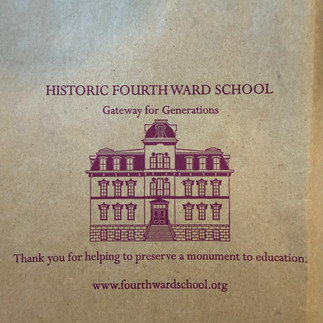 HISTORIC FOURTH WARD SCHOOL
Gateway for Generations
Thank you for helping to preserve a monument to education.
www.fourthwardschool.org